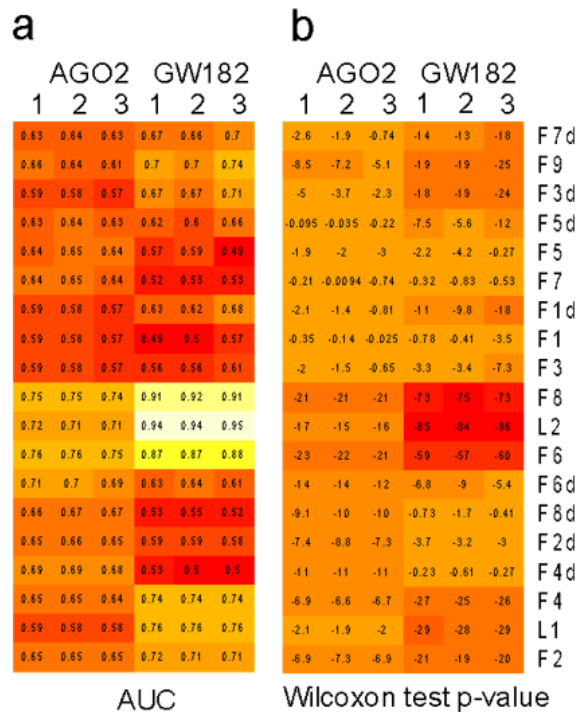 a b
AGO2 GW182 AGO2 GW182
1 2 3 1 2 3 1 2 3 1 2 3
0.63 0.64 0.63 0.67 0.66 0.7 -2.6 -1.9 -0.74 -14 -13 -18 F7d
0.66 0.64 0.61 0.7 0.7 0.74 -8.5 -7.2 -5.1 -19 -19 -25 F9
0.59 0.58 0.57 0.67 0.67 0.71 -5 -3.7 -2.3 -18 -19 -24 F3d
0.63 0.64 0.63 0.62 0.6 0.66 -0.095 -0.035 -0.22 -7.5 -5.6 -12 F5d
0.64 0.65 0.64 0.57 0.59 0.49 -1.9 -2 -3 -2.2 -4.2 -0.27 F5
0.64 0.65 0.64 0.52 0.53 0.53 -0.21 -0.0094 -0.74 -0.32 -0.83 -0.53 F7
0.59 0.58 0.57 0.63 0.62 0.68 -2.1 -1.4 -0.81 -11 -9.8 -18 F1d
0.59 0.58 0.57 0.49 0.5 0.57 -0.35 -0.14 -0.025 -0.78 -0.41 -3.5 F1
0.59 0.58 0.57 0.56 0.56 0.61 -2 -1.5 -0.65 -3.3 -3.4 -7.3 F3
0.75 0.75 0.74 0.91 0.92 0.91 -21 -21 -21 -73 -75 -73 F8
0.72 0.71 0.71 0.94 0.94 0.95 -17 -15 -16 -85 -84 -86 L2
0.76 0.76 0.75 0.87 0.87 0.88 -23 -22 -21 -59 -57 -60 F6
0.71 0.7 0.69 0.63 0.64 0.61 -14 -14 -12 -6.8 -9 -5.4 F6d
0.66 0.67 0.67 0.53 0.55 0.52 -9.1 -10 -10 -0.73 -1.7 -0.41 F8d
0.65 0.66 0.65 0.59 0.59 0.58 -7.4 -8.8 -7.3 -3.7 -3.2 -3 F2d
0.69 0.69 0.68 0.53 0.5 0.5 -11 -11 -11 -0.23 -0.61 -0.27 F4d
0.65 0.65 0.64 0.74 0.74 0.74 -6.9 -6.6 -6.7 -27 -25 -26 F4
0.59 0.58 0.58 0.76 0.76 0.76 -2.1 -1.9 -2 -29 -28 -29 L1
0.65 0.65 0.65 0.72 0.71 0.71 -6.9 -7.3 -6.9 -21 -19 -20 F2
AUC Wilcoxon test p-value